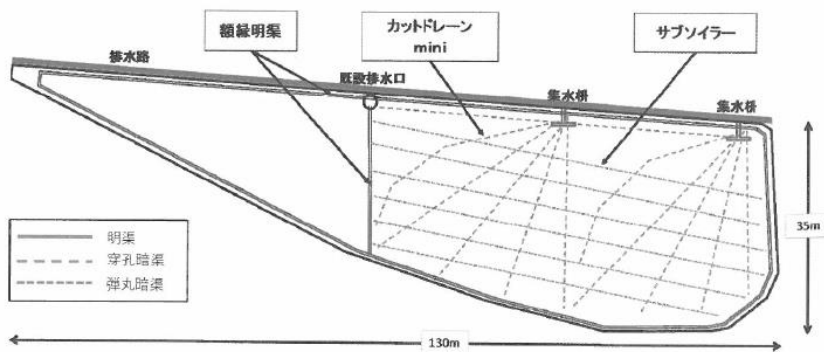 額縁明渠
カットドレーン
mini
サブソイラー
排水路
既設排水口
集水桝
集水桝
35m
明渠
穿孔暗渠
弾丸暗渠
130m